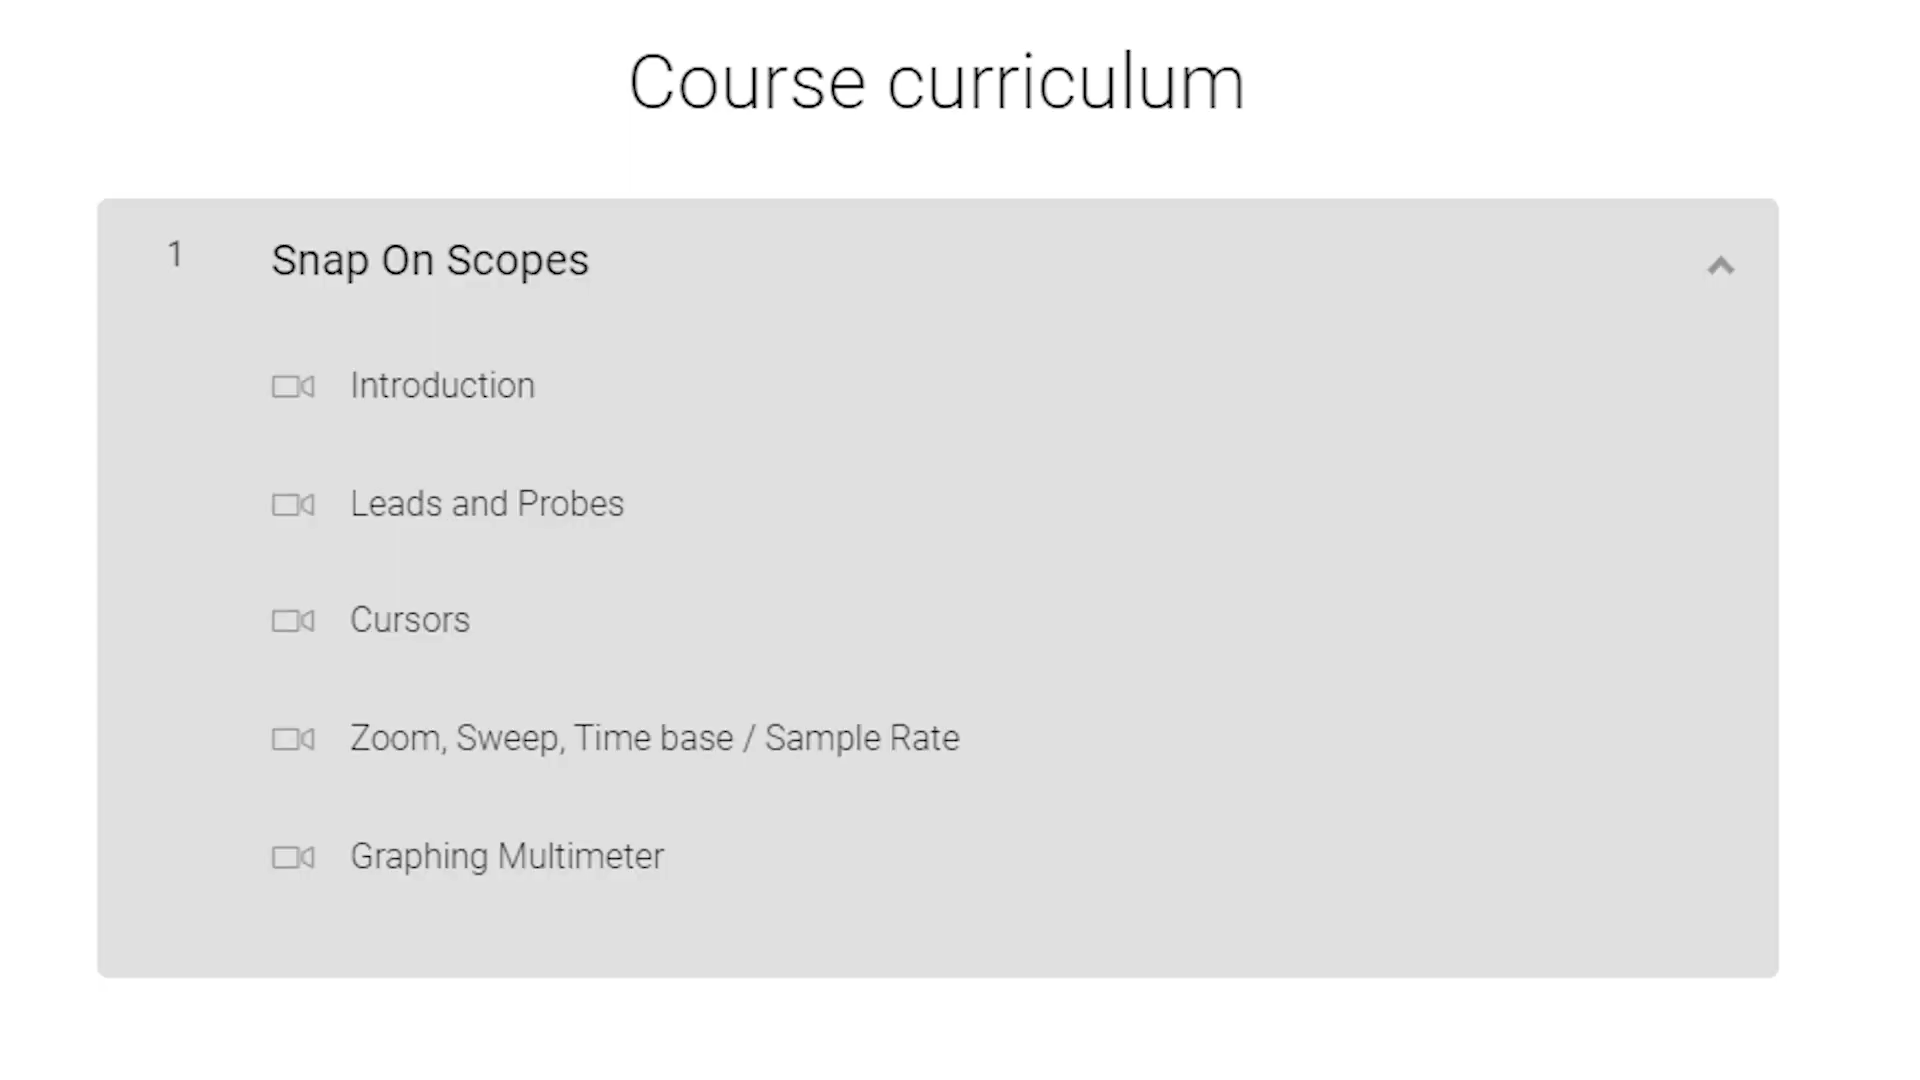 Course curriculum
1 Snap On Scopes
Introduction
Leads and Probes
Cursors
Zoom, Sweep, Time base / Sample Rate
Graphing Multimeter